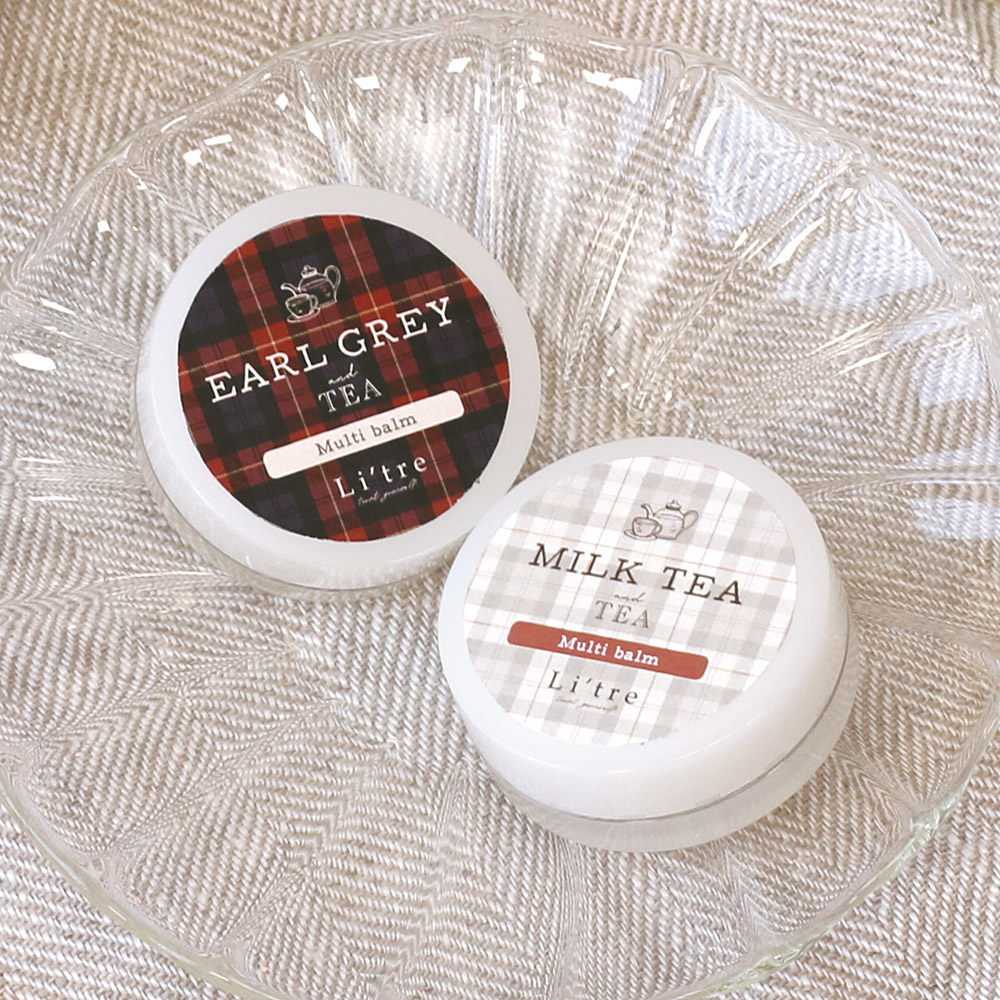 EARL GREY
and
TEA
Multi balm
Li'tre
MILK TEA
and
TEA
Multi balm
Li'tre